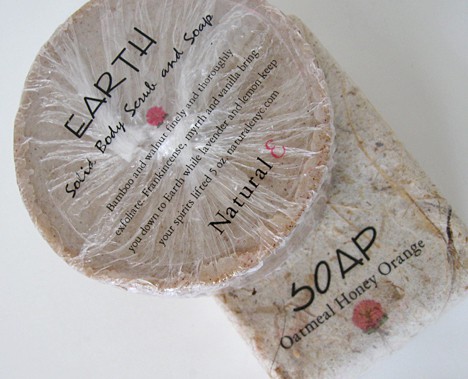 EARTH
Solid Body Scrub and Soap
Bamboo and walnut finely and thoroughly
exfoliate. Frankincense, myrrh and vanilla bring
you down to Earth while lavender and lemon keep
your spirits lifted. 5 oz. naturalnyc.com
Natural &
SOAP
Oatmeal Honey Orange